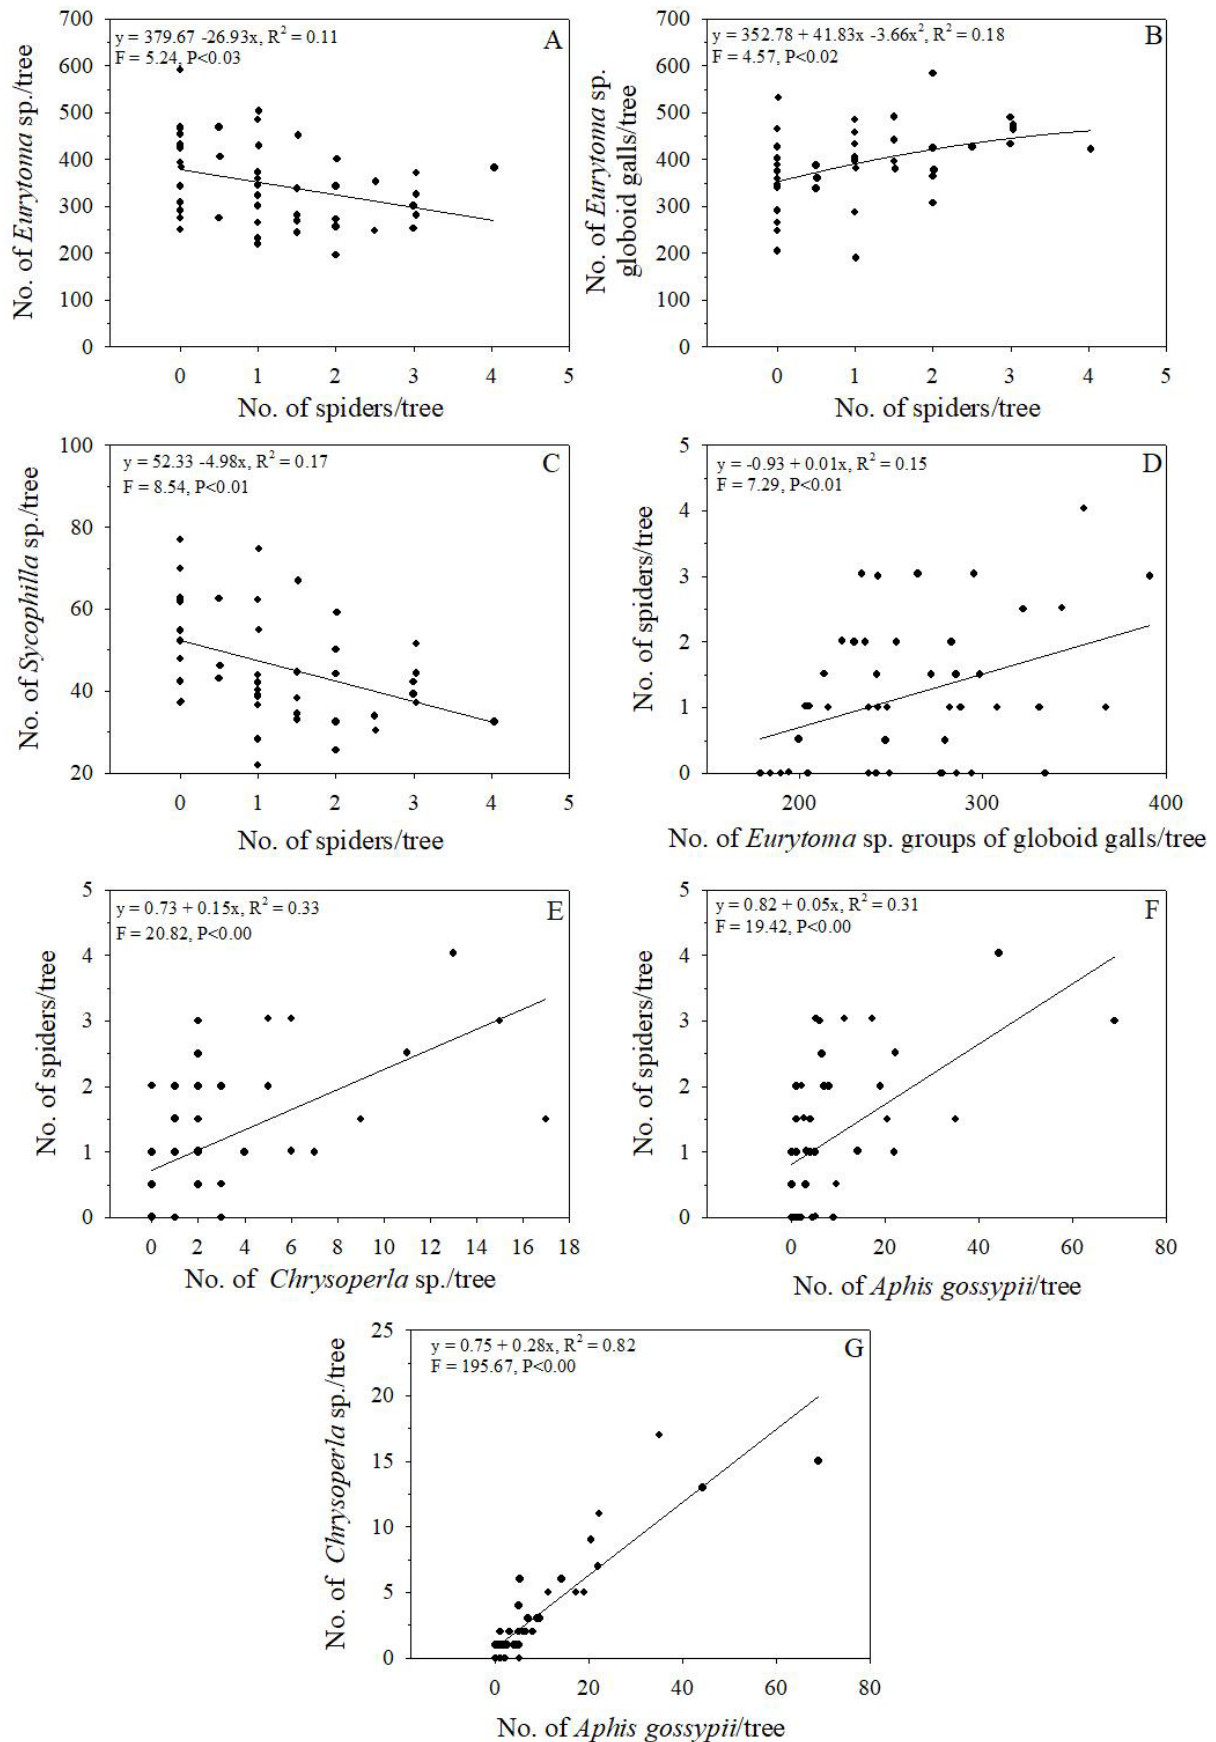 y = 379.67 -26.93x, R² = 0.11
F = 5.24, P<0.03
A
No. of Eurytoma sp./tree
700
600
500
400
300
200
100
0
0 1 2 3 4 5
No. of spiders/tree
y = 352.78 + 41.83x -3.66x², R² = 0.18
F = 4.57, P<0.02
B
No. of Eurytoma sp.
globoid galls/tree
700
600
500
400
300
200
100
0
0 1 2 3 4 5
No. of spiders/tree
y = 52.33 -4.98x, R² = 0.17
F = 8.54, P<0.01
C
No. of Sycophilla sp./tree
100
80
60
40
20
0 1 2 3 4 5
No. of spiders/tree
y = -0.93 + 0.01x, R² = 0.15
F = 7.29, P<0.01
D
No. of spiders/tree
5
4
3
2
1
0
200 300 400
No. of Eurytoma sp. groups of globoid galls/tree
y = 0.73 + 0.15x, R² = 0.33
F = 20.82, P<0.00
E
No. of spiders/tree
5
4
3
2
1
0
0 2 4 6 8 10 12 14 16 18
No. of Chrysoperla sp./tree
y = 0.82 + 0.05x, R² = 0.31
F = 19.42, P<0.00
F
No. of spiders/tree
5
4
3
2
1
0
0 20 40 60 80
No. of Aphis gossypii/tree
y = 0.75 + 0.28x, R² = 0.82
F = 195.67, P<0.00
G
No. of Chrysoperla sp./tree
25
20
15
10
5
0
0 20 40 60 80
No. of Aphis gossypii/tree